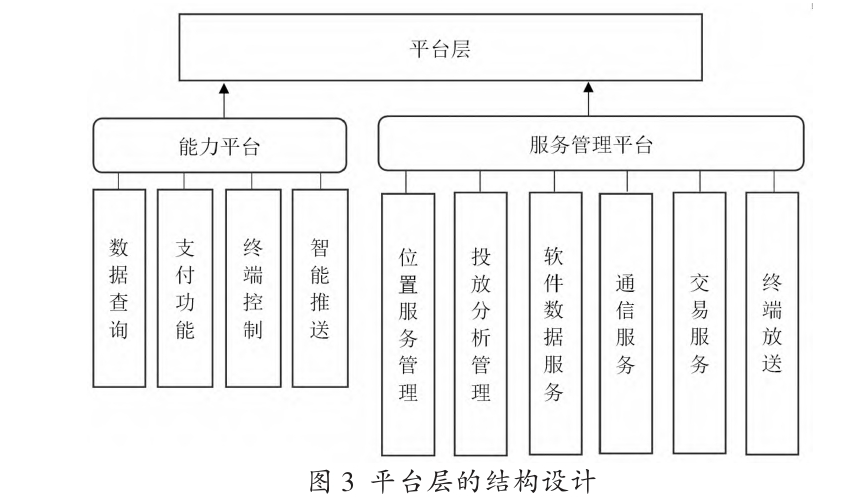 平台层
能力平台
服务管理平台
数据查询
支付功能
终端控制
智能推送
位置服务管理
投放分析管理
软件数据服务
通信服务
交易服务
终端放送
图3 平台层的结构设计